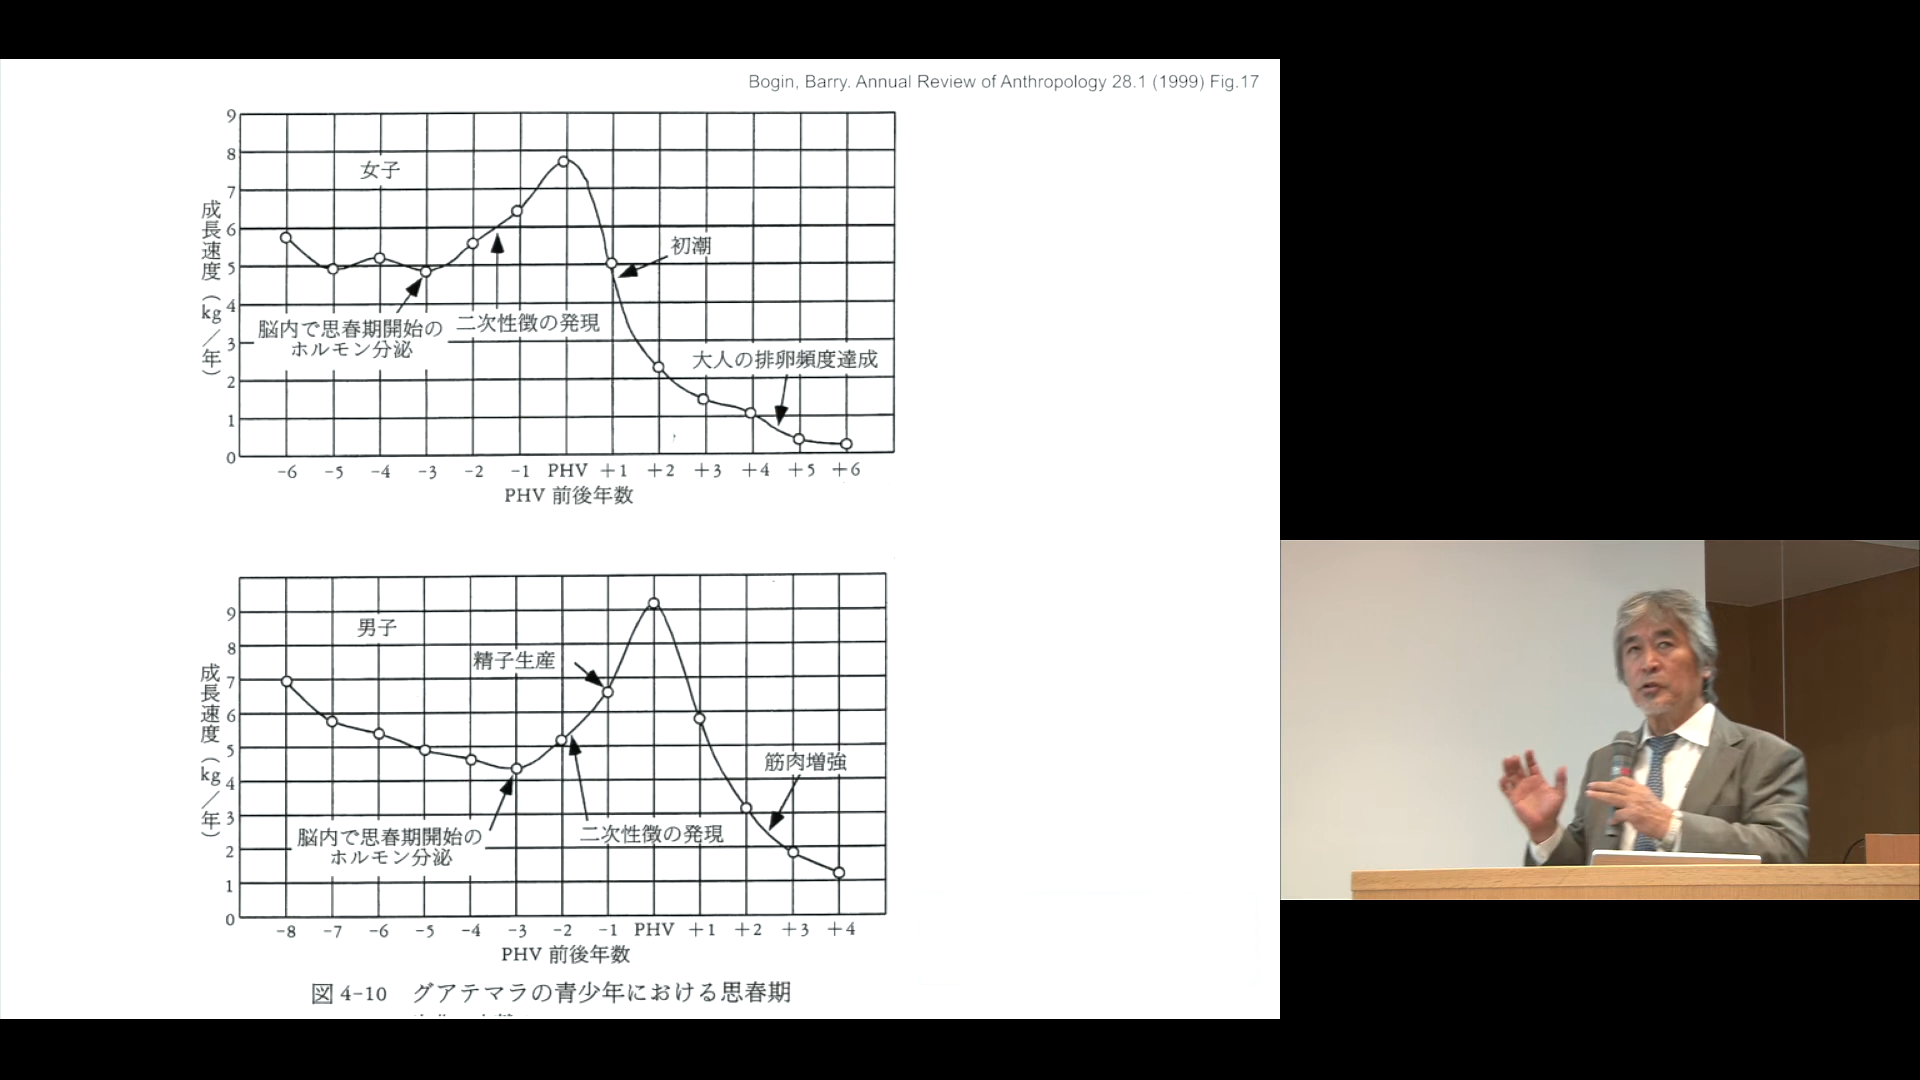 Bogin, Barry. Annual Review of Anthropology 28.1 (1999) Fig.17
9
8
7
6
5
4
3
2
1
0
成長速度（kg／年）
女子
初潮
脳内で思春期開始の
ホルモン分泌
二次性徴の発現
大人の排卵頻度達成
-6 -5 -4 -3 -2 -1 PHV +1 +2 +3 +4 +5 +6
PHV 前後年数
9
8
7
6
5
4
3
2
1
0
成長速度（kg／年）
男子
精子生産
筋肉増強
脳内で思春期開始の
ホルモン分泌
二次性徴の発現
-8 -7 -6 -5 -4 -3 -2 -1 PHV +1 +2 +3 +4
PHV 前後年数
図 4-10 グアテマラの青少年における思春期